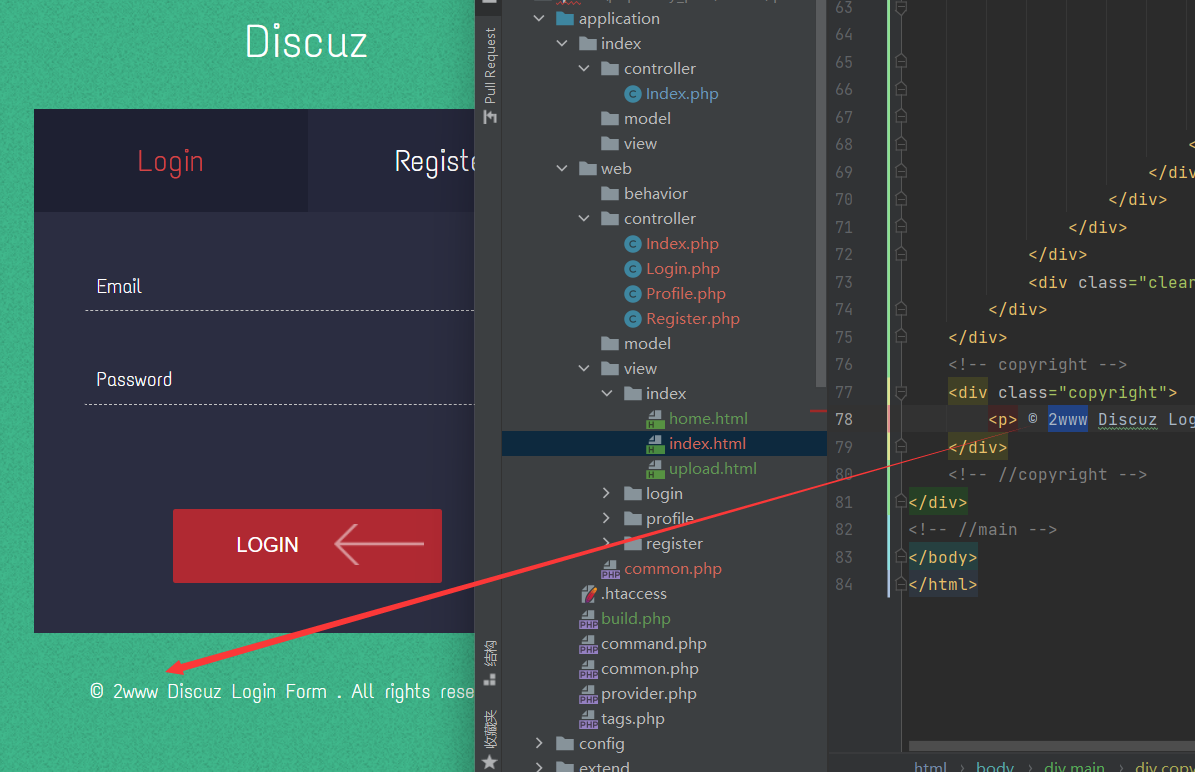 Discuz
Login
Registe
Email
Password
LOGIN
© 2www Discuz Login Form . All rights rese
Pull Request
结构
收藏夹
application
index
controller
Index.php
model
view
web
behavior
controller
Index.php
Login.php
Profile.php
Register.php
model
view
index
home.html
index.html
upload.html
login
profile
register
common.php
.htaccess
build.php
command.php
common.php
provider.php
tags.php
config
extend
63
64
65
66
67
68 <
69 </div
70 </div>
71 </div>
72 </div>
73 <div class="clear
74 </div>
75 </div>
76 <!-- copyright -->
77 <div class="copyright">
78 <p> © 2www Discuz Log
79 </div>
80 <!-- //copyright -->
81 </div>
82 <!-- //main -->
83 </body>
84 </html>
html › body › div.main › div.copy